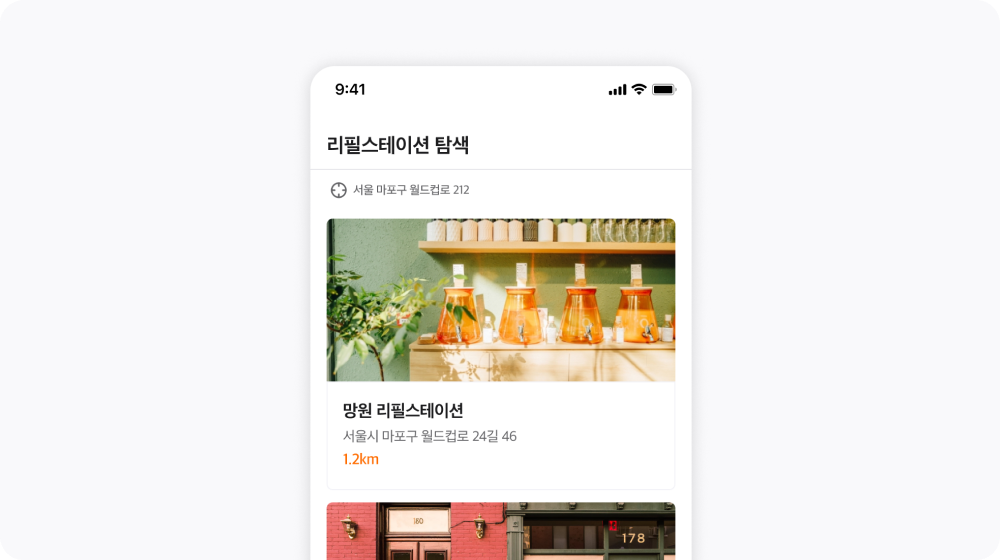 9:41
리필스테이션 탐색
서울 마포구 월드컵로 212
망원 리필스테이션
서울시 마포구 월드컵로 24길 46
1.2km
180
178